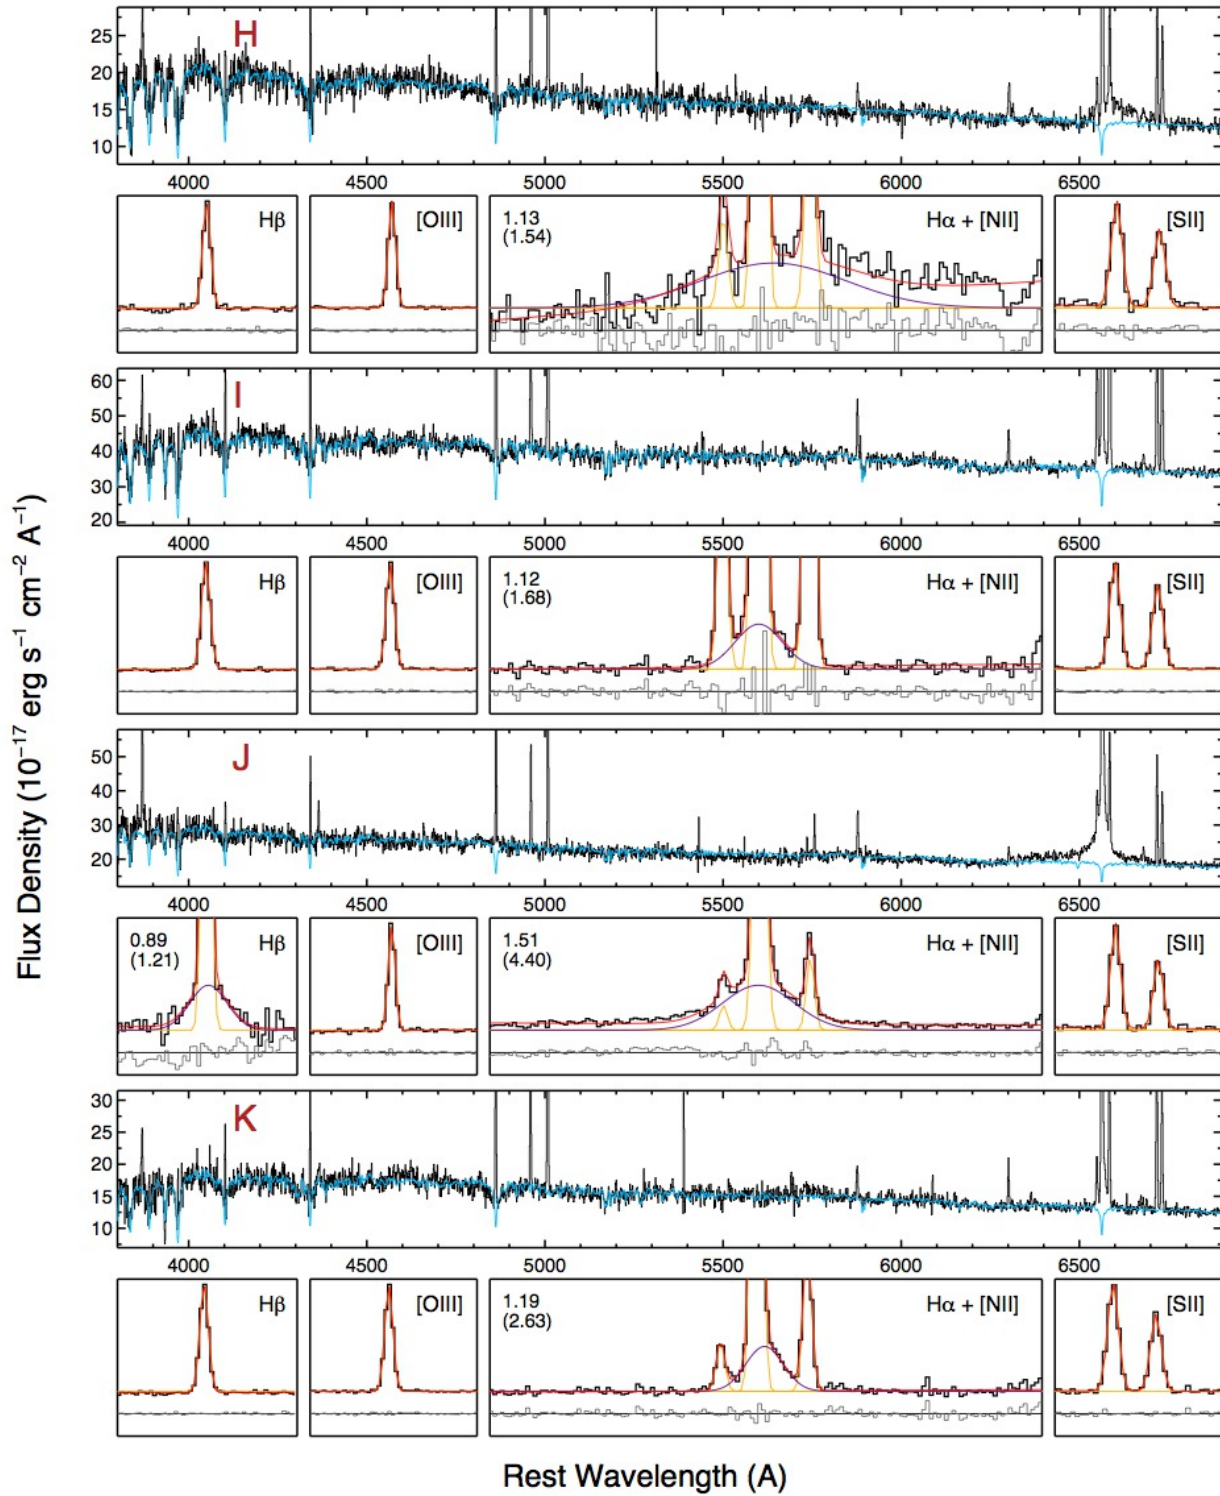 H
25
20
15
10
4000 4500 5000 5500 6000 6500
Hβ [OIII] 1.13 Hα + [NII] [SII]
(1.54)
I
60
50
40
30
20
4000 4500 5000 5500 6000 6500
Hβ [OIII] 1.12 Hα + [NII] [SII]
(1.68)
Flux Density (10⁻¹⁷ erg s⁻¹ cm⁻² A⁻¹)
J
50
40
30
20
4000 4500 5000 5500 6000 6500
0.89 Hβ [OIII] 1.51 Hα + [NII] [SII]
(1.21) (4.40)
K
30
25
20
15
10
4000 4500 5000 5500 6000 6500
Hβ [OIII] 1.19 Hα + [NII] [SII]
(2.63)
Rest Wavelength (A)